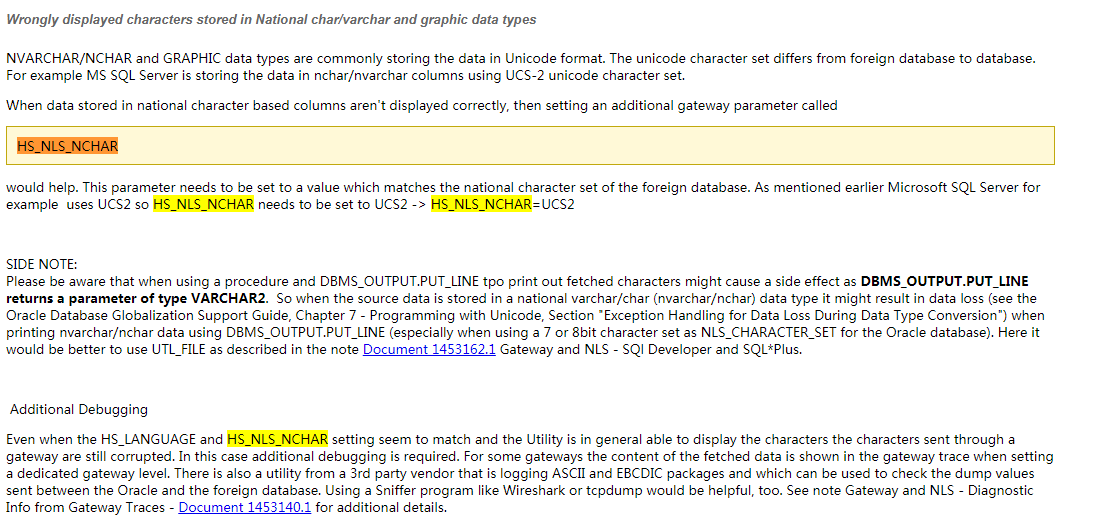 Wrongly displayed characters stored in National char/varchar and graphic data types
NVARCHAR/NCHAR and GRAPHIC data types are commonly storing the data in Unicode format. The unicode character set differs from foreign database to database.
For example MS SQL Server is storing the data in nchar/nvarchar columns using UCS-2 unicode character set.
When data stored in national character based columns aren't displayed correctly, then setting an additional gateway parameter called
HS_NLS_NCHAR
would help. This parameter needs to be set to a value which matches the national character set of the foreign database. As mentioned earlier Microsoft SQL Server for
example  uses UCS2 so HS_NLS_NCHAR needs to be set to UCS2 -> HS_NLS_NCHAR=UCS2
SIDE NOTE:
Please be aware that when using a procedure and DBMS_OUTPUT.PUT_LINE tpo print out fetched characters might cause a side effect as DBMS_OUTPUT.PUT_LINE
returns a parameter of type VARCHAR2.  So when the source data is stored in a national varchar/char (nvarchar/nchar) data type it might result in data loss (see the
Oracle Database Globalization Support Guide, Chapter 7 - Programming with Unicode, Section "Exception Handling for Data Loss During Data Type Conversion") when
printing nvarchar/nchar data using DBMS_OUTPUT.PUT_LINE (especially when using a 7 or 8bit character set as NLS_CHARACTER_SET for the Oracle database). Here it
would be better to use UTL_FILE as described in the note Document 1453162.1 Gateway and NLS - SQl Developer and SQL*Plus.
Additional Debugging
Even when the HS_LANGUAGE and HS_NLS_NCHAR setting seem to match and the Utility is in general able to display the characters the characters sent through a
gateway are still corrupted. In this case additional debugging is required. For some gateways the content of the fetched data is shown in the gateway trace when setting
a dedicated gateway level. There is also a utility from a 3rd party vendor that is logging ASCII and EBCDIC packages and which can be used to check the dump values
sent between the Oracle and the foreign database. Using a Sniffer program like Wireshark or tcpdump would be helpful, too. See note Gateway and NLS - Diagnostic
Info from Gateway Traces - Document 1453140.1 for additional details.